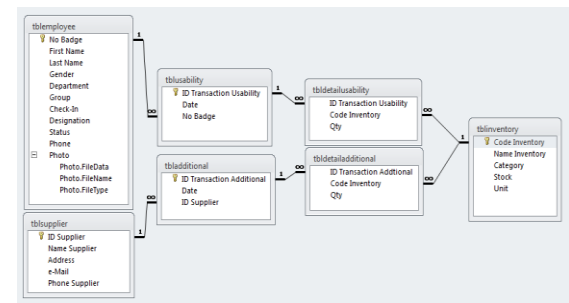 tblemployee
No Badge
First Name
Last Name
Gender
Department
Group
Check-In
Designation
Status
Phone
Photo
Photo.FileData
Photo.FileName
Photo.FileType
1
∞
tblusability
ID Transaction Usability
Date
No Badge
1
∞
tbldetailusability
ID Transaction Usability
Code Inventory
Qty
∞
1
tblinventory
Code Inventory
Name Inventory
Category
Stock
Unit
tblsupplier
ID Supplier
Name Supplier
Address
e-Mail
Phone Supplier
1
∞
tbladditional
ID Transaction Additional
Date
ID Supplier
1
∞
tbldetailadditional
ID Transaction Addtional
Code Inventory
Qty
∞